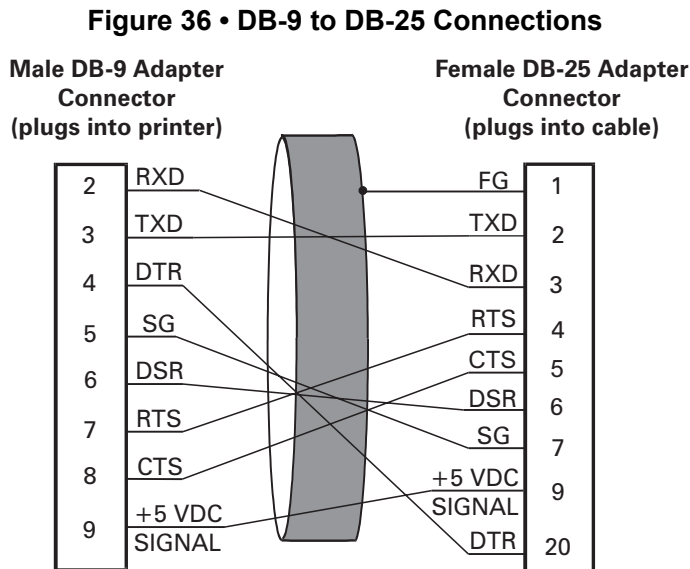 Figure 36 • DB-9 to DB-25 Connections
Male DB-9 Adapter
Connector
(plugs into printer)
Female DB-25 Adapter
Connector
(plugs into cable)
2 RXD
3 TXD
4 DTR
5 SG
6 DSR
7 RTS
8 CTS
9 +5 VDC
SIGNAL
FG 1
TXD 2
RXD 3
RTS 4
CTS 5
DSR 6
SG 7
+5 VDC 9
SIGNAL
DTR 20